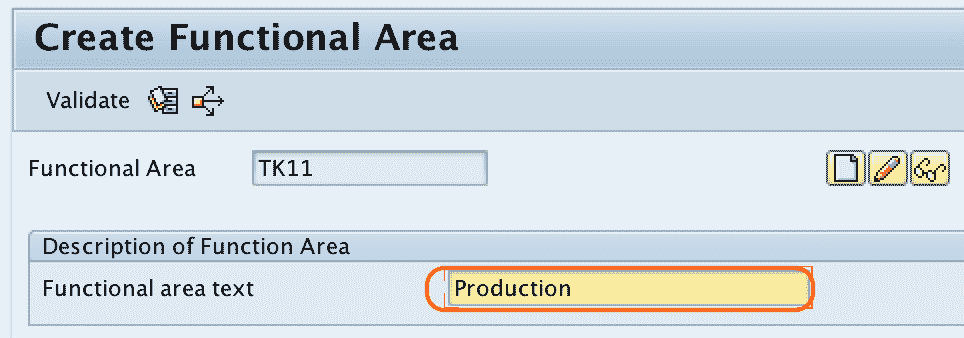 Create Functional Area
Validate
Functional Area TK11
Description of Function Area
Functional area text Production